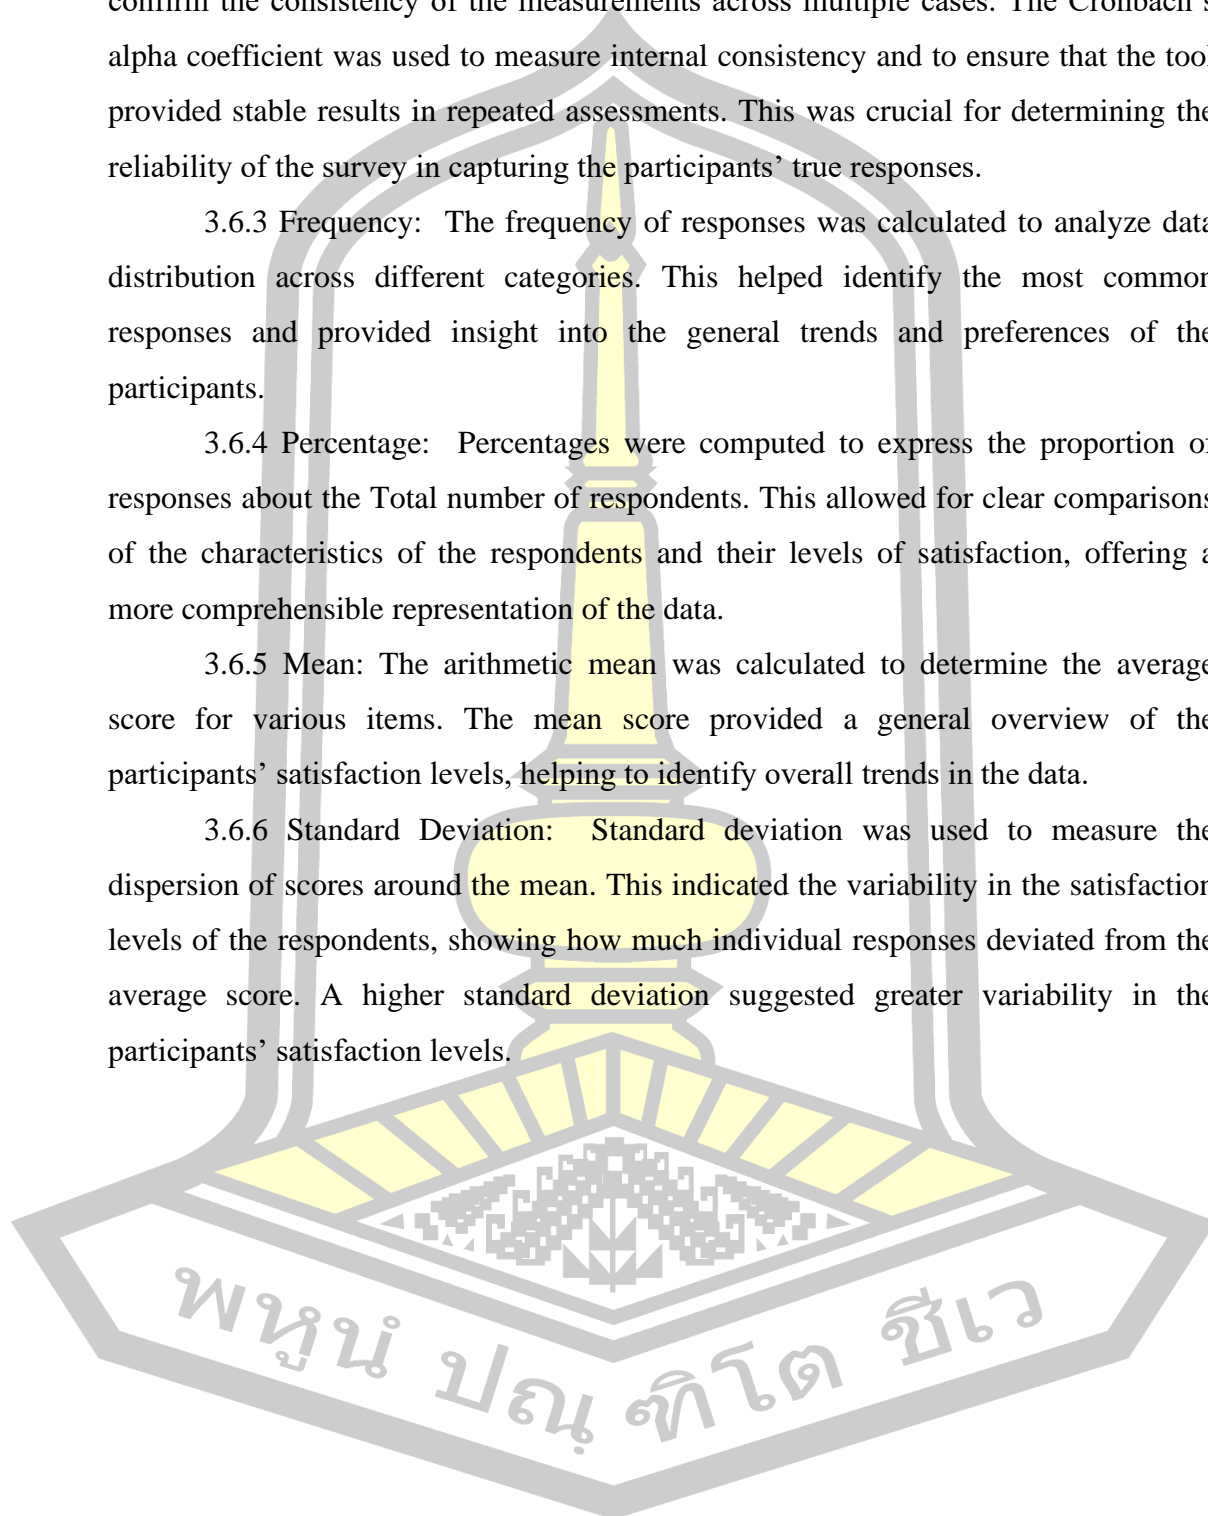 confirm the consistency of the measurements across multiple cases. The Cronbach's
alpha coefficient was used to measure internal consistency and to ensure that the tool
provided stable results in repeated assessments. This was crucial for determining the
reliability of the survey in capturing the participants’ true responses.
3.6.3 Frequency: The frequency of responses was calculated to analyze data
distribution across different categories. This helped identify the most common
responses and provided insight into the general trends and preferences of the
participants.
3.6.4 Percentage: Percentages were computed to express the proportion of
responses about the Total number of respondents. This allowed for clear comparisons
of the characteristics of the respondents and their levels of satisfaction, offering a
more comprehensible representation of the data.
3.6.5 Mean: The arithmetic mean was calculated to determine the average
score for various items. The mean score provided a general overview of the
participants’ satisfaction levels, helping to identify overall trends in the data.
3.6.6 Standard Deviation: Standard deviation was used to measure the
dispersion of scores around the mean. This indicated the variability in the satisfaction
levels of the respondents, showing how much individual responses deviated from the
average score. A higher standard deviation suggested greater variability in the
participants’ satisfaction levels.
พหูนํ ปณฺฑิโต ชีเว